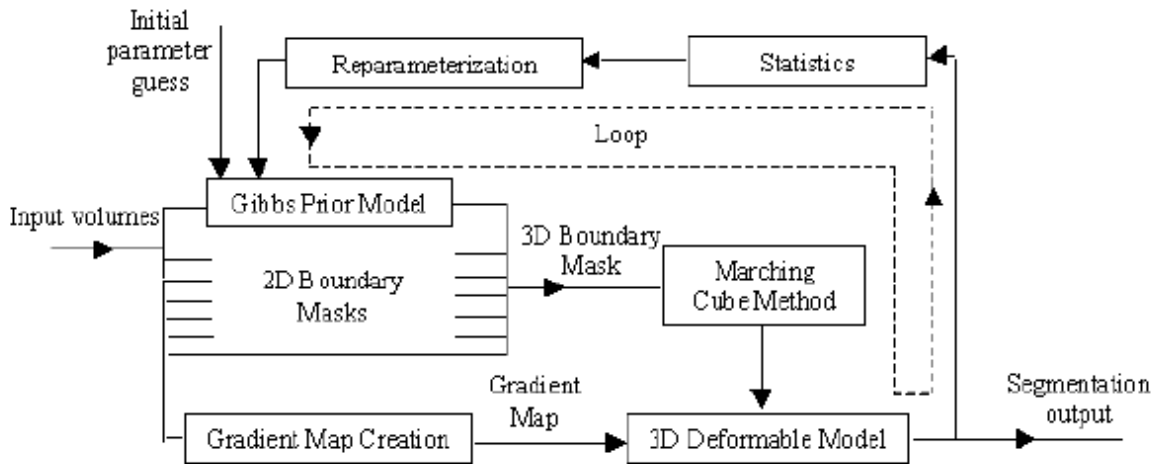 Initial
parameter
guess
Reparameterization
Statistics
Loop
Gibbs Prior Model
Input volumes
2D Boundary
Masks
3D Boundary
Mask
Marching
Cube Method
Gradient
Map
Segmentation
output
Gradient Map Creation
3D Deformable Model